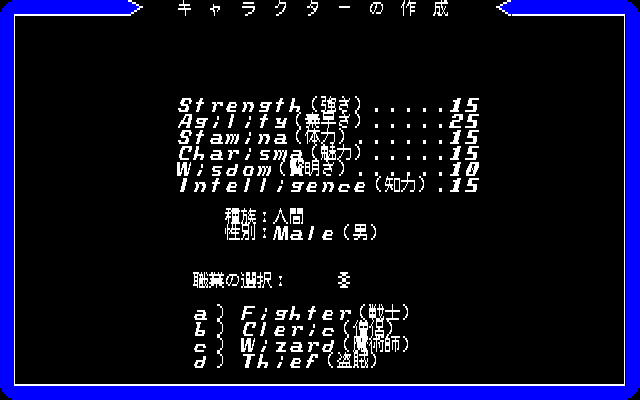 キャラクターの作成
Strength(強さ).....15
Agility(素早さ).....25
Stamina(体力)......15
Charisma(魅力).....15
Wisdom(賢明さ)......10
Intelligence(知力).15
種族:人間
性別:Male(男)
職業の選択:
a) Fighter(戦士)
b) Cleric(僧侶)
c) Wizard(魔術師)
d) Thief(盗賊)